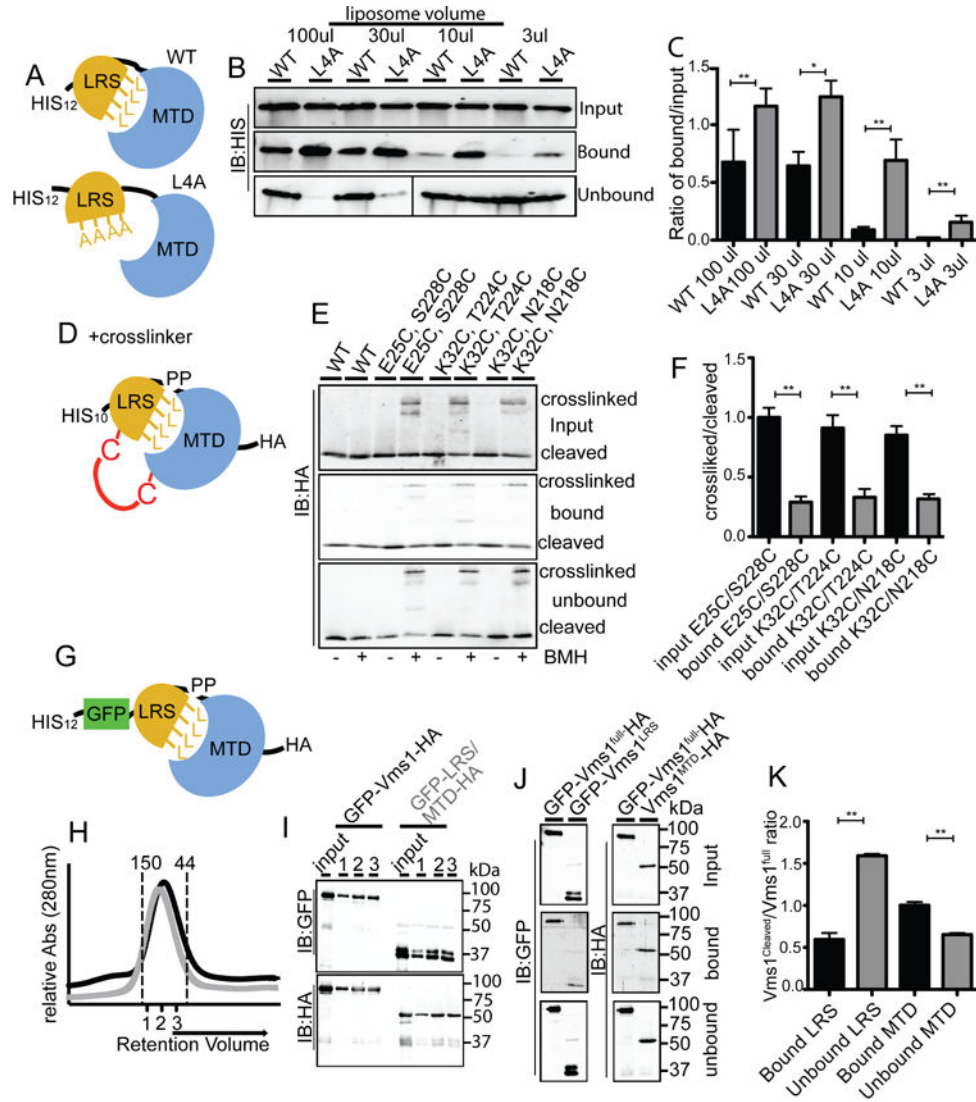 A
WT
LRS
L L L L
HIS12
MTD
L4A
HIS12
LRS
A A A A
MTD
B
liposome volume
100ul 30ul 10ul 3ul
WT L4A WT L4A WT L4A WT L4A
IB:HIS
Input
Bound
Unbound
C
Ratio of bound/input
1.5
1.0
0.5
0.0
** * ** **
WT 100 ul
L4A100 ul
WT 30 ul
L4A 30 ul
WT 10 ul
L4A 10ul
WT 3 ul
L4A 3ul
D
+crosslinker
PP
LRS
L L L L
HIS10
MTD
HA
C
C
E
WT
WT
E25C, S228C
E25C, S228C
K32C, T224C
K32C, T224C
K32C, N218C
K32C, N218C
IB:HA
crosslinked
Input
cleaved
crosslinked
bound
cleaved
crosslinked
unbound
cleaved
- + - + - + - + BMH
F
crossliked/cleaved
1.5
1.0
0.5
0.0
** ** **
input E25C/S228C
bound E25C/S228C
input K32C/T224C
bound K32C/T224C
input K32C/N218C
bound K32C/N218C
G
PP
HIS12
GFP
LRS
L L L L
MTD
HA
H
relative Abs (280nm)
150 44
1 2 3
Retention Volume
I
GFP-Vms1-HA
GFP-LRS/
MTD-HA
input 1 2 3 input 1 2 3 kDa
IB:GFP
100
75
50
37
IB:HA
100
75
50
37
J
GFP-Vms1full-HA
GFP-Vms1LRS
GFP-Vms1full-HA
Vms1MTD-HA
kDa
IB:GFP
IB:HA
100
75
50
37
Input
100
75
50
37
bound
100
75
50
37
unbound
K
Vms1Cleaved/Vms1full ratio
2.0
1.5
1.0
0.5
0.0
** **
Bound LRS
Unbound LRS
Bound MTD
Unbound MTD